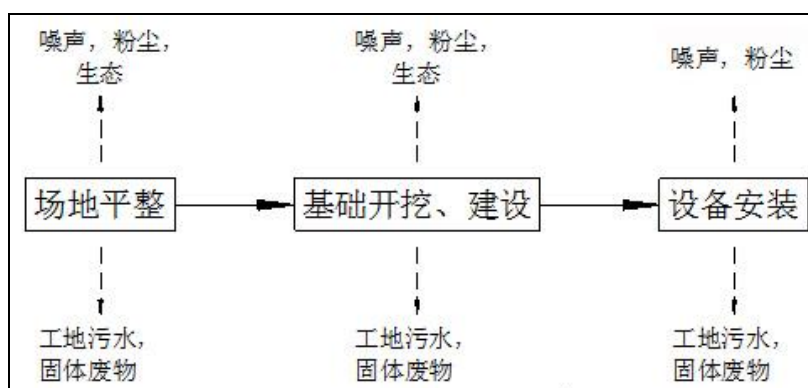 噪声，粉尘，
生态
噪声，粉尘，
生态
噪声，粉尘
场地平整
基础开挖、建设
设备安装
工地污水，
固体废物
工地污水，
固体废物
工地污水，
固体废物